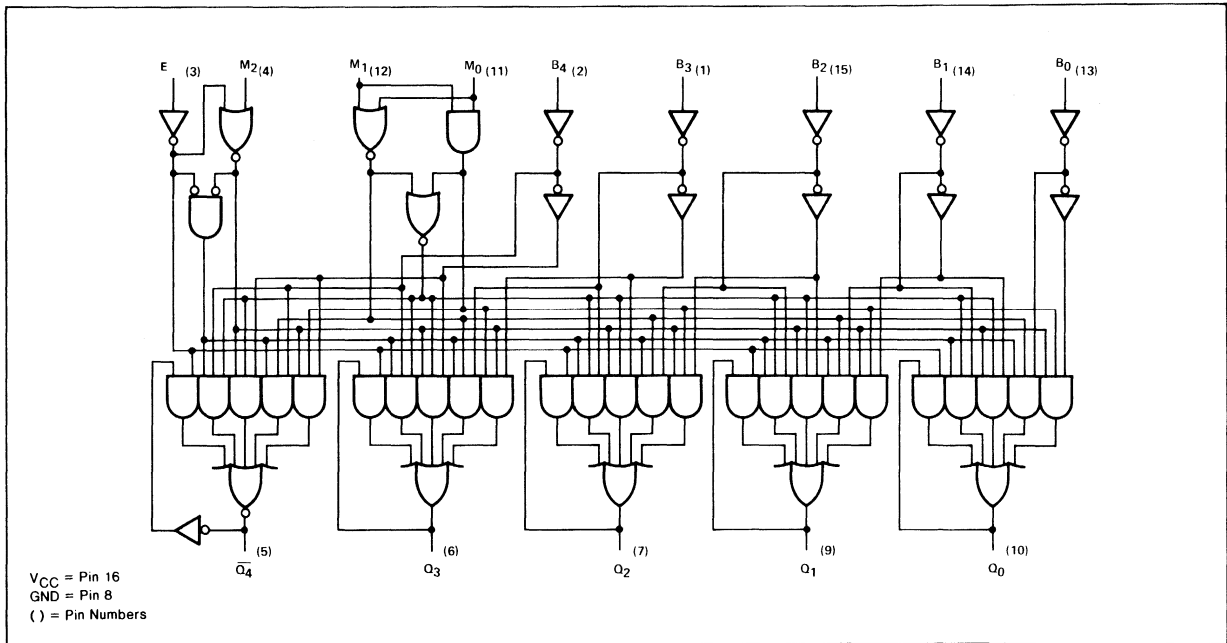 E (3) M2(4) M1(12) M0(11) B4(2) B3(1) B2(15) B1(14) B0(13)
Q̅4 (5) Q3 (6) Q2 (7) Q1 (9) Q0 (10)
VCC = Pin 16
GND = Pin 8
( ) = Pin Numbers